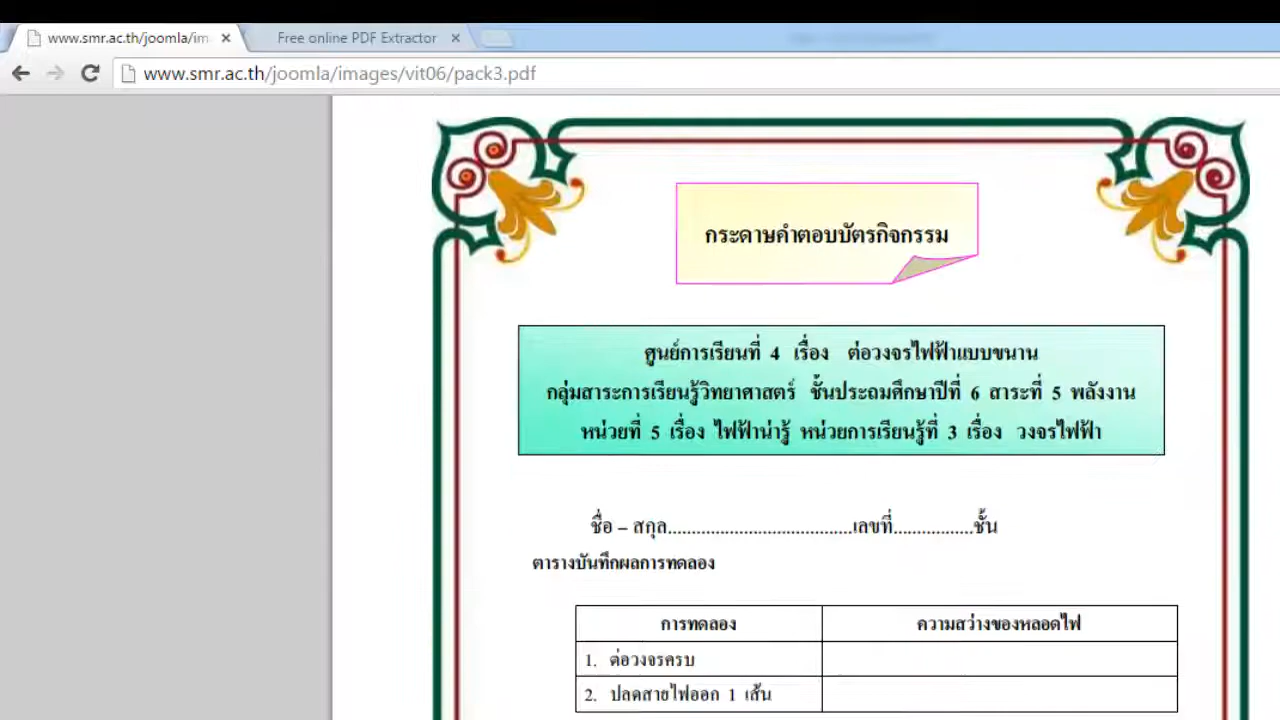 www.smr.ac.th/joomla/im
Free online PDF Extractor
www.smr.ac.th/joomla/images/vit06/pack3.pdf
กระดาษคำตอบบัตรกิจกรรม
ศูนย์การเรียนที่ 4 เรื่อง ต่อวงจรไฟฟ้าแบบขนาน
กลุ่มสาระการเรียนรู้วิทยาศาสตร์ ชั้นประถมศึกษาปีที่ 6 สาระที่ 5 พลังงาน
หน่วยที่ 5 เรื่อง ไฟฟ้าน่ารู้ หน่วยการเรียนรู้ที่ 3 เรื่อง วงจรไฟฟ้า
ชื่อ – สกุล......................................เลขที่.................ชั้น
ตารางบันทึกผลการทดลอง
การทดลอง ความสว่างของหลอดไฟ
1. ต่อวงจรครบ
2. ปลดสายไฟออก 1 เส้น